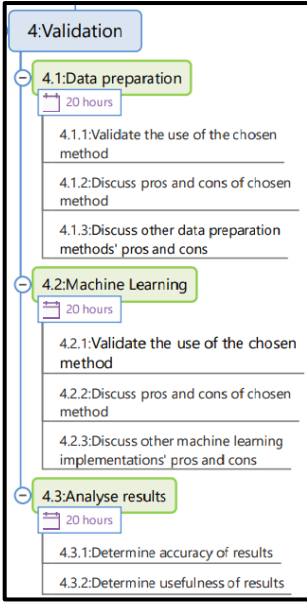 4:Validation
4.1:Data preparation
20 hours
4.1.1:Validate the use of the chosen
method
4.1.2:Discuss pros and cons of chosen
method
4.1.3:Discuss other data preparation
methods' pros and cons
4.2:Machine Learning
20 hours
4.2.1:Validate the use of the chosen
method
4.2.2:Discuss pros and cons of chosen
method
4.2.3:Discuss other machine learning
implementations' pros and cons
4.3:Analyse results
20 hours
4.3.1:Determine accuracy of results
4.3.2:Determine usefulness of results